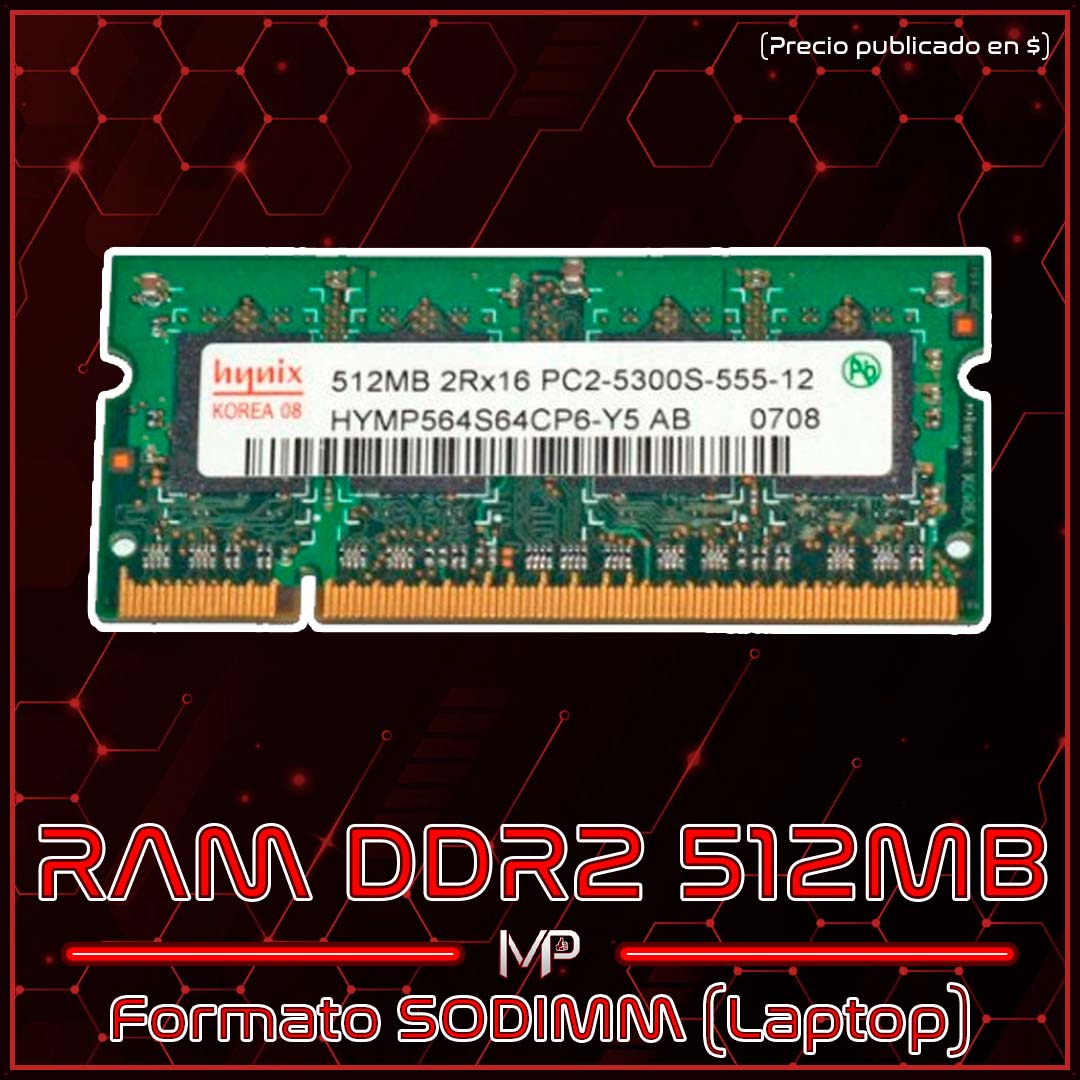 (Precio publicado en $)
hynix
KOREA 08
512MB 2Rx16 PC2-5300S-555-12
HYMP564S64CP6-Y5 AB 0708
Pb
RAM DDR2 512MB
MP
Formato SODIMM (Laptop)